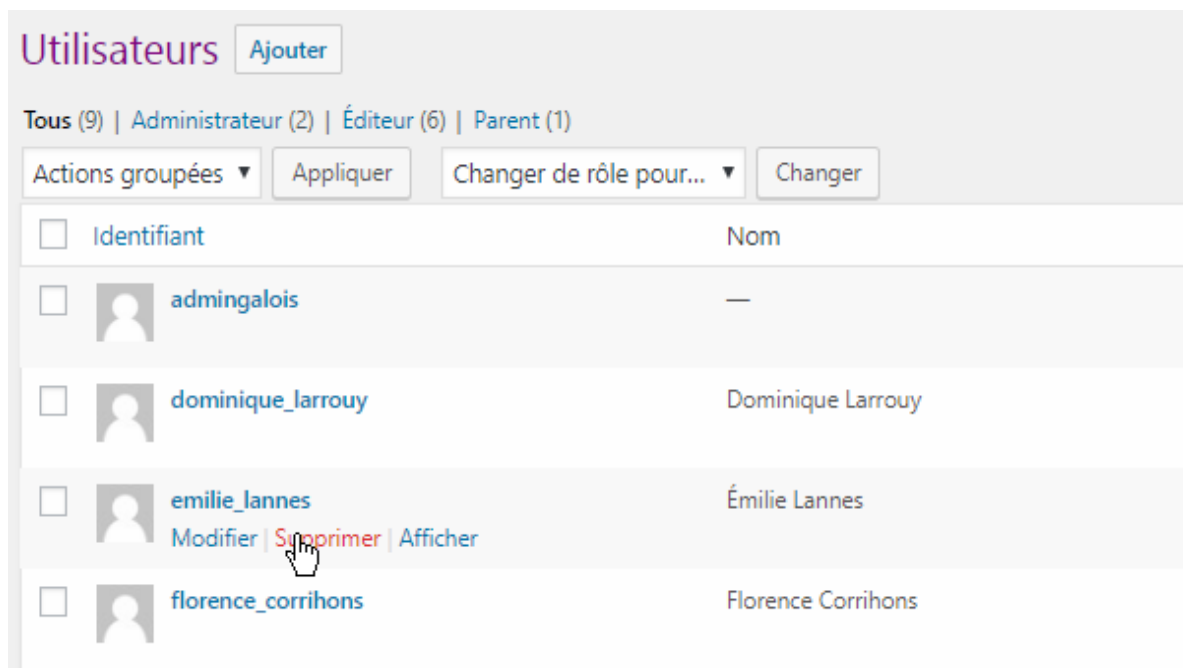 Utilisateurs Ajouter
Tous (9) | Administrateur (2) | Éditeur (6) | Parent (1)
Actions groupées Appliquer Changer de rôle pour... Changer
Identifiant Nom
admingalois —
dominique_larrouy Dominique Larrouy
emilie_lannes Émilie Lannes
Modifier | Supprimer | Afficher
florence_corrihons Florence Corrihons